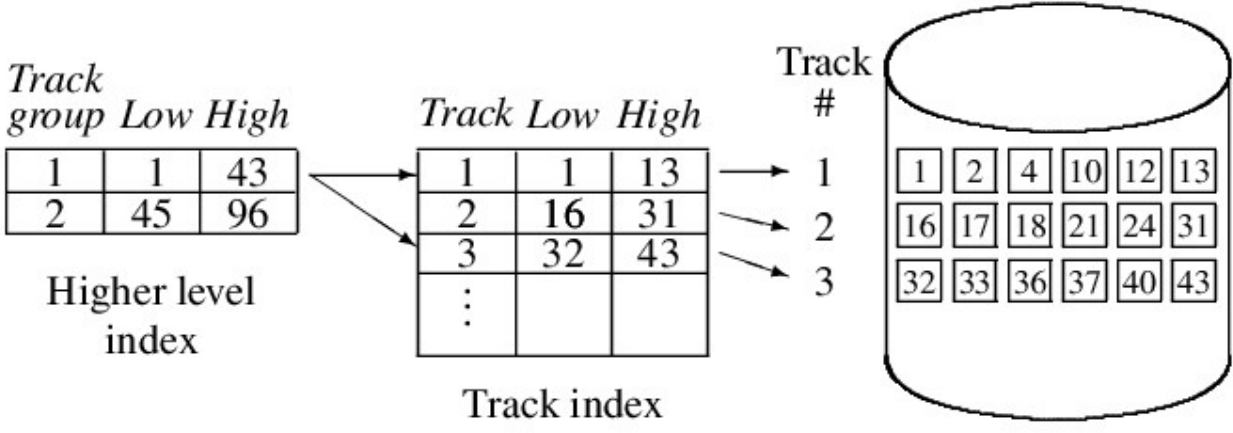 Track
group Low High
1 1 43
2 45 96
Higher level
index
Track Low High
1 1 13
2 16 31
3 32 43
⋮
Track index
Track
#
1
2
3
1 2 4 10 12 13
16 17 18 21 24 31
32 33 36 37 40 43